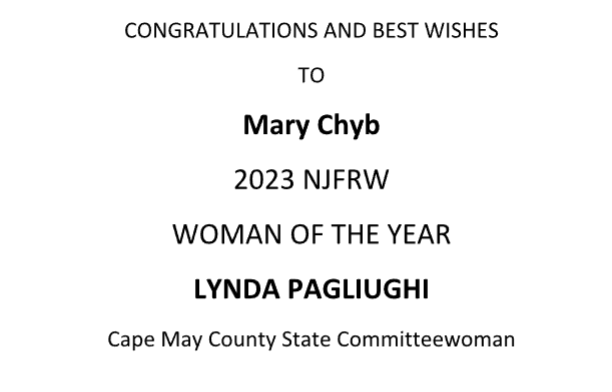 CONGRATULATIONS AND BEST WISHES
TO
Mary Chyb
2023 NJFRW
WOMAN OF THE YEAR
LYNDA PAGLIUGHI
Cape May County State Committeewoman